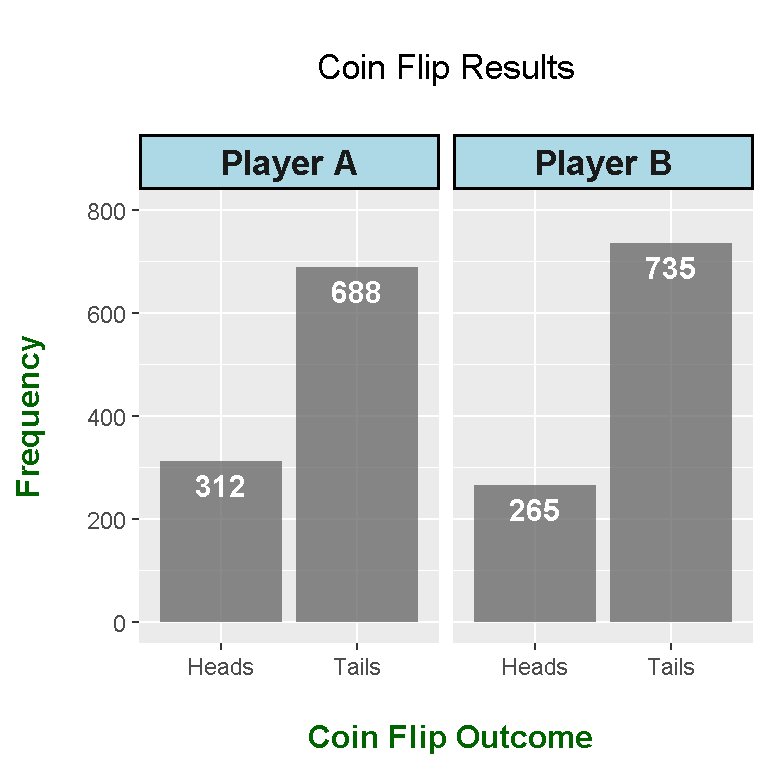 Coin Flip Results
Player A
Player B
800
600
400
200
0
688
312
735
265
Heads
Tails
Heads
Tails
Frequency
Coin Flip Outcome